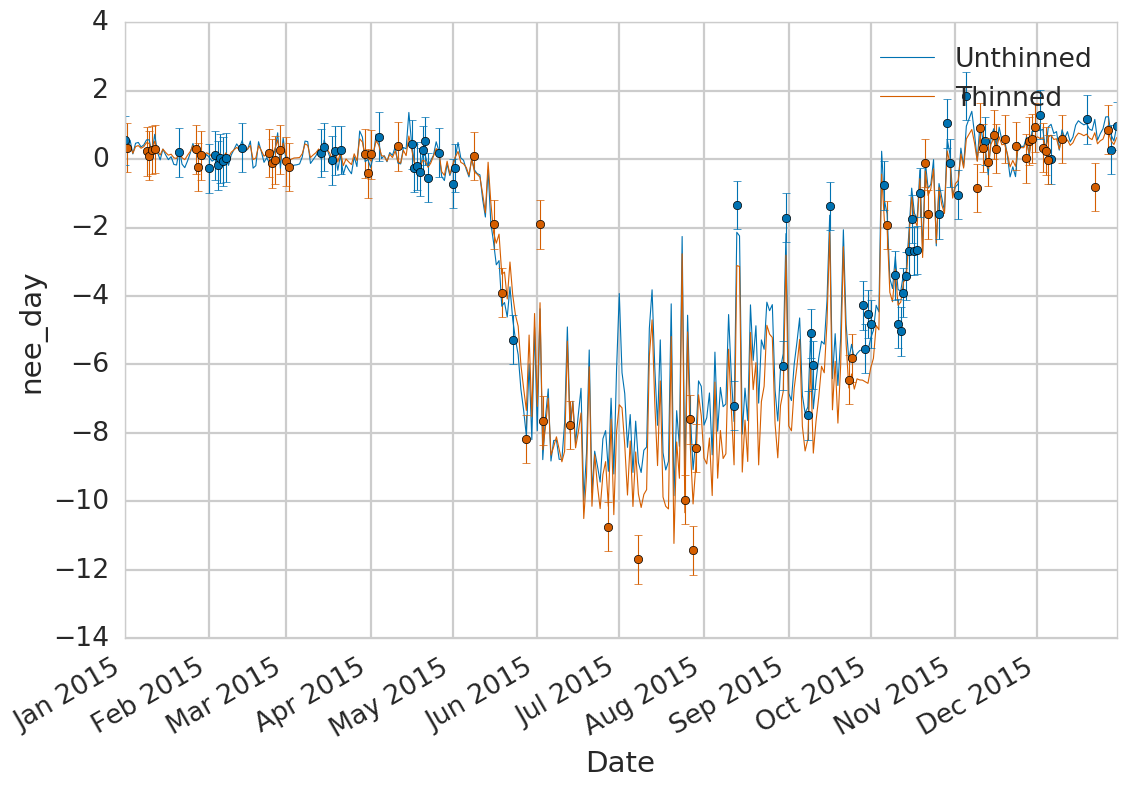 4
2
0
−2
−4
−6
−8
−10
−12
−14
nee_day
Unthinned
Thinned
Jan 2015
Feb 2015
Mar 2015
Apr 2015
May 2015
Jun 2015
Jul 2015
Aug 2015
Sep 2015
Oct 2015
Nov 2015
Dec 2015
Date